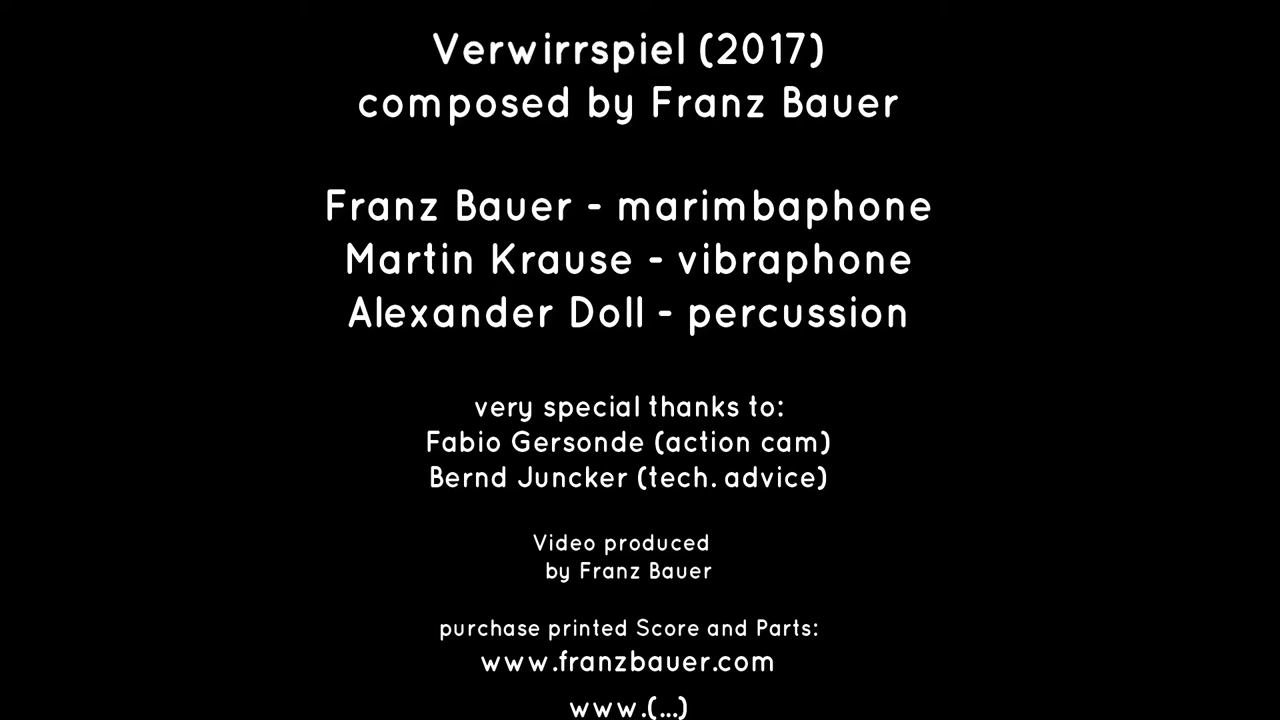 Verwirrspiel (2017)
composed by Franz Bauer
Franz Bauer - marimbaphone
Martin Krause - vibraphone
Alexander Doll - percussion
very special thanks to:
Fabio Gersonde (action cam)
Bernd Juncker (tech. advice)
Video produced
by Franz Bauer
purchase printed Score and Parts:
www.franzbauer.com
www.(...)